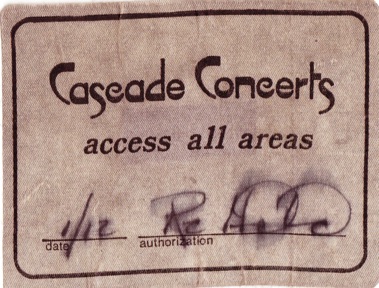 Cascade Concerts
access all areas
1/12
date authorization